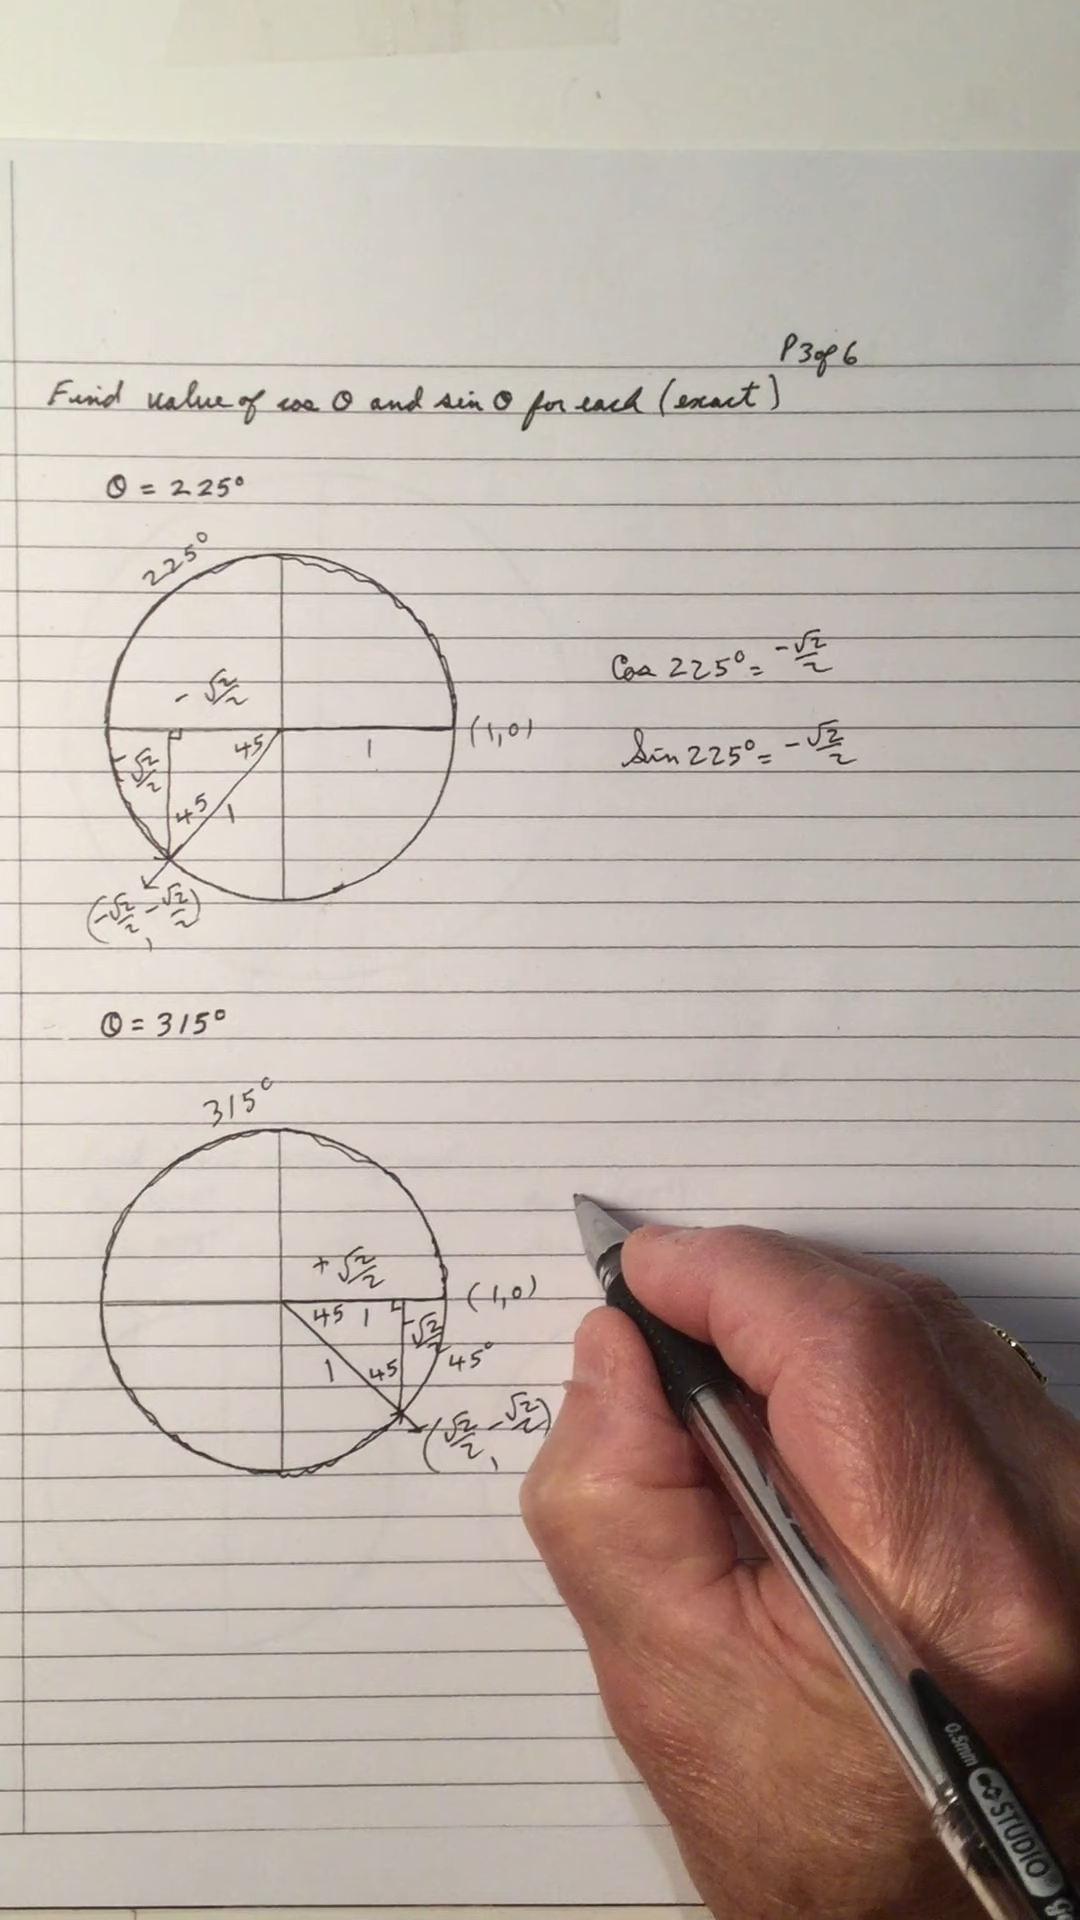 P 3 of 6
Find value of cos θ and sin θ for each (exact)
θ = 225°
225°
- √2/2
45
1
(1,0)
-√2/2
45
1
(-√2/2, -√2/2)
Cos 225° = -√2/2
Sin 225° = -√2/2
θ = 315°
315°
+ √2/2
(1,0)
45
1
-√2/2
1
45
45°
(√2/2, -√2/2)
0.5mm STUDIO